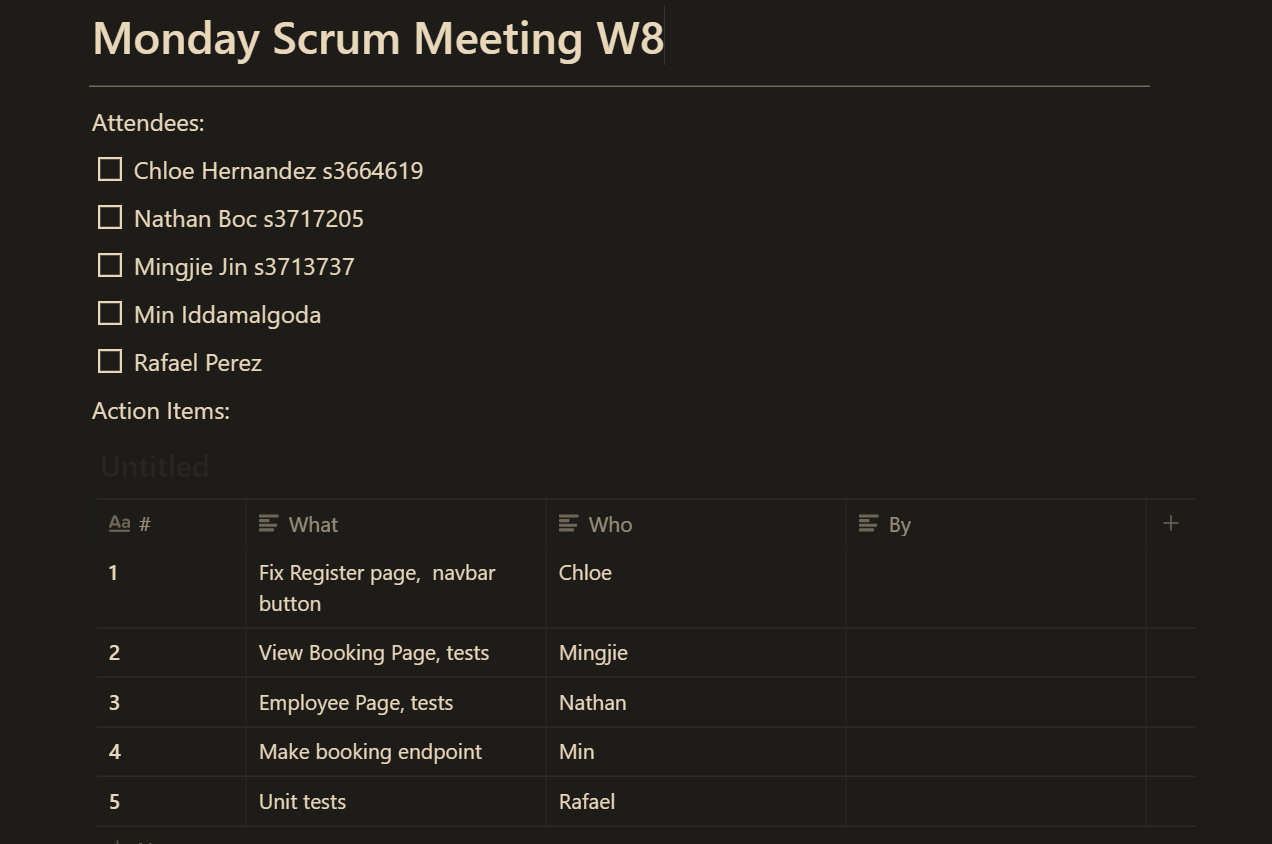 Monday Scrum Meeting W8
Attendees:
Chloe Hernandez s3664619
Nathan Boc s3717205
Mingjie Jin s3713737
Min Iddamalgoda
Rafael Perez
Action Items:
Untitled
Aa # What Who By +
1 Fix Register page,  navbar Chloe
button
2 View Booking Page, tests Mingjie
3 Employee Page, tests Nathan
4 Make booking endpoint Min
5 Unit tests Rafael